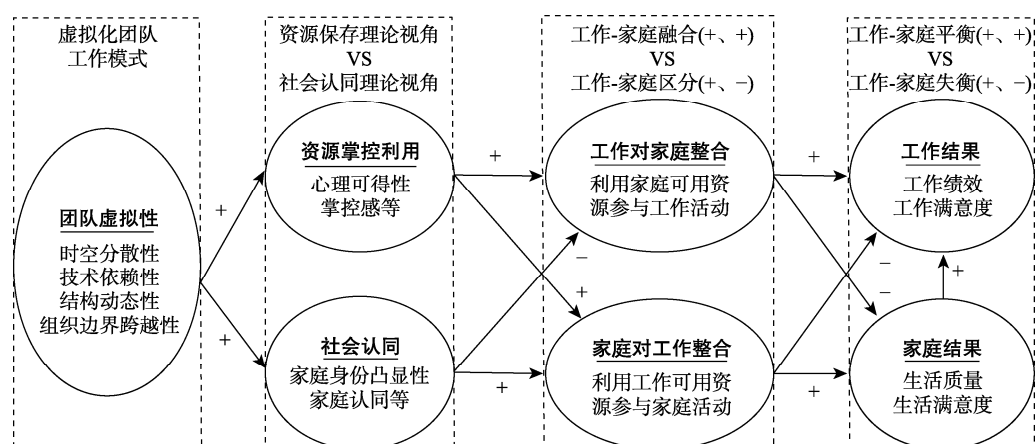 虚拟化团队
工作模式
资源保存理论视角
VS
社会认同理论视角
工作-家庭融合(+、+)
VS
工作-家庭区分(+、−)
工作-家庭平衡(+、+)
VS
工作-家庭失衡(+、−)
团队虚拟性
时空分散性
技术依赖性
结构动态性
组织边界跨越性
+
+
资源掌控利用
心理可得性
掌控感等
社会认同
家庭身份凸显性
家庭认同等
+
−
+
+
工作对家庭整合
利用家庭可用资
源参与工作活动
家庭对工作整合
利用工作可用资
源参与家庭活动
+
−
−
+
工作结果
工作绩效
工作满意度
+
家庭结果
生活质量
生活满意度